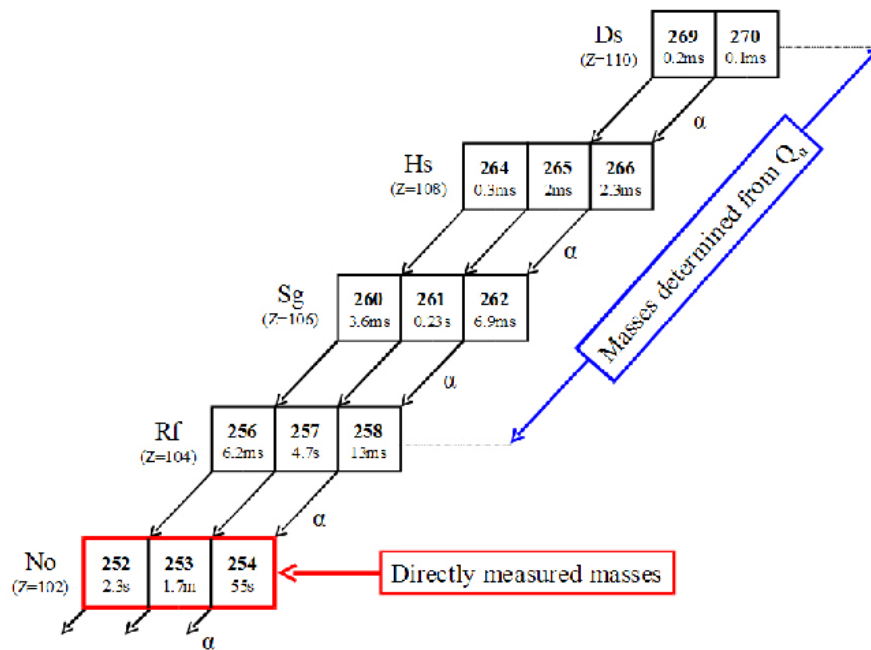 Ds
(Z=110)
269 270
0.2ms 0.1ms
α
Hs
(Z=108)
264 265 266
0.3ms 2ms 2.3ms
α
Masses determined from Qα
Sg
(Z=106)
260 261 262
3.6ms 0.23s 6.9ms
α
Rf
(Z=104)
256 257 258
6.2ms 4.7s 13ms
α
No
(Z=102)
252 253 254
2.3s 1.7m 55s
Directly measured masses
α